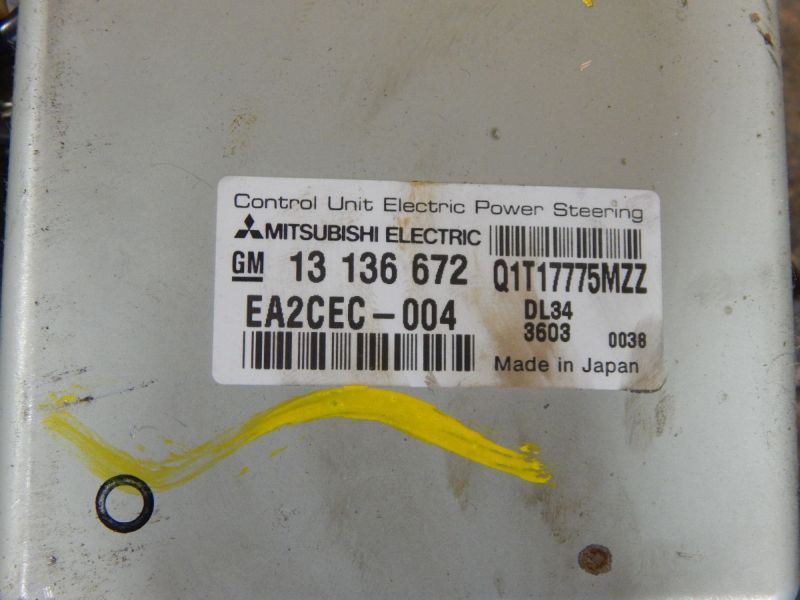 Control Unit Electric Power Steering
MITSUBISHI ELECTRIC
GM 13 136 672 Q1T17775MZZ
EA2CEC-004 DL34
3603 0038
Made in Japan